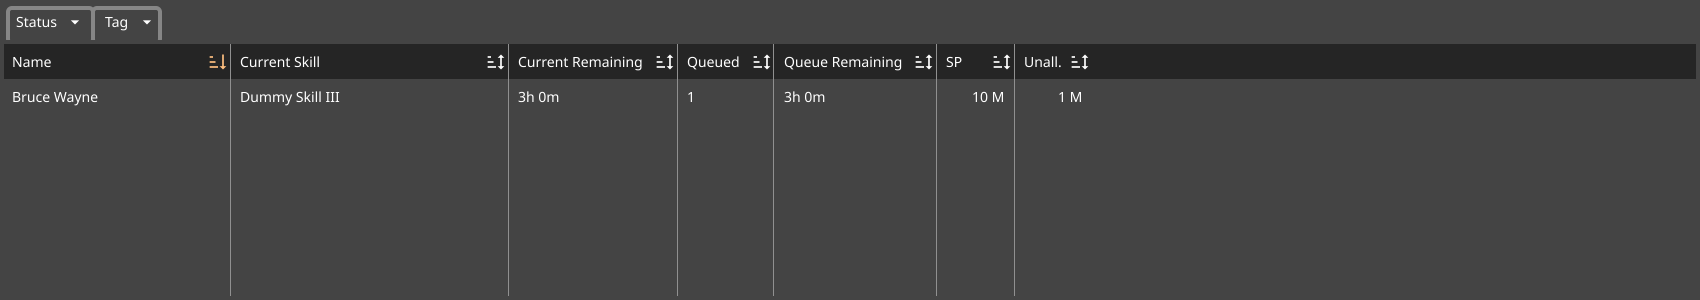 Status Tag
Name Current Skill Current Remaining Queued Queue Remaining SP Unall.
Bruce Wayne Dummy Skill III 3h 0m 1 3h 0m 10 M 1 M